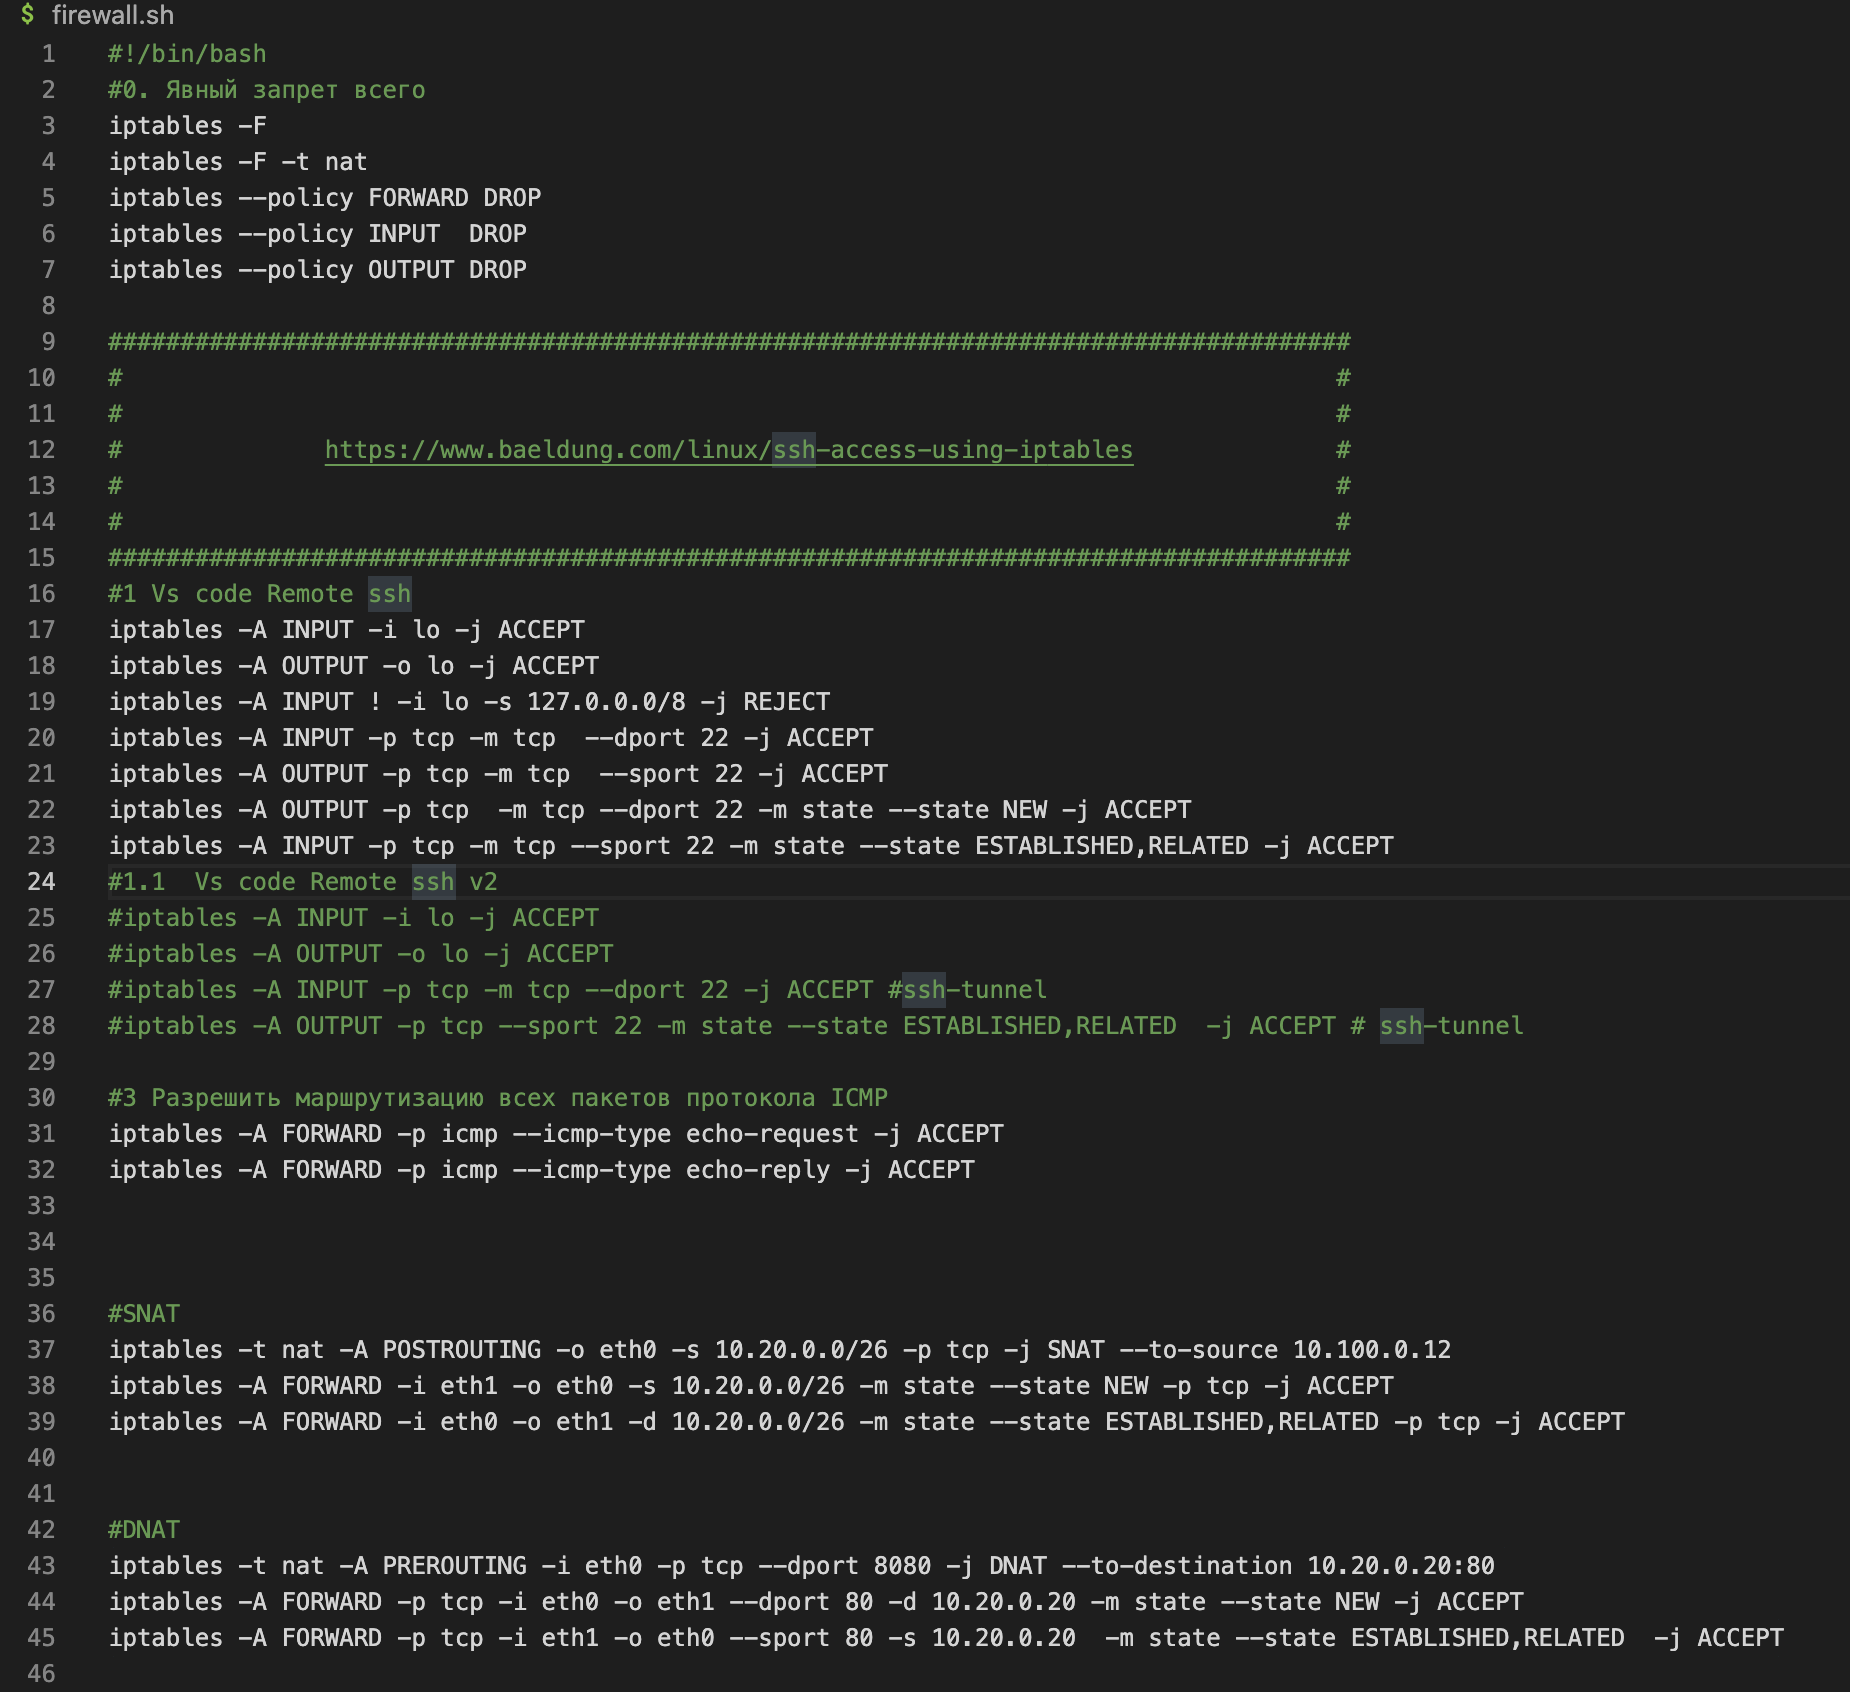 $ firewall.sh
1 #!/bin/bash
2 #0. Явный запрет всего
3 iptables -F
4 iptables -F -t nat
5 iptables --policy FORWARD DROP
6 iptables --policy INPUT  DROP
7 iptables --policy OUTPUT DROP
8
9 ######################################################################################
10 #                                                                                    #
11 #                                                                                    #
12 #              https://www.baeldung.com/linux/ssh-access-using-iptables              #
13 #                                                                                    #
14 #                                                                                    #
15 ######################################################################################
16 #1 Vs code Remote ssh
17 iptables -A INPUT -i lo -j ACCEPT
18 iptables -A OUTPUT -o lo -j ACCEPT
19 iptables -A INPUT ! -i lo -s 127.0.0.0/8 -j REJECT
20 iptables -A INPUT -p tcp -m tcp  --dport 22 -j ACCEPT
21 iptables -A OUTPUT -p tcp -m tcp  --sport 22 -j ACCEPT
22 iptables -A OUTPUT -p tcp  -m tcp --dport 22 -m state --state NEW -j ACCEPT
23 iptables -A INPUT -p tcp -m tcp --sport 22 -m state --state ESTABLISHED,RELATED -j ACCEPT
24 #1.1  Vs code Remote ssh v2
25 #iptables -A INPUT -i lo -j ACCEPT
26 #iptables -A OUTPUT -o lo -j ACCEPT
27 #iptables -A INPUT -p tcp -m tcp --dport 22 -j ACCEPT #ssh-tunnel
28 #iptables -A OUTPUT -p tcp --sport 22 -m state --state ESTABLISHED,RELATED  -j ACCEPT # ssh-tunnel
29
30 #3 Разрешить маршрутизацию всех пакетов протокола ICMP
31 iptables -A FORWARD -p icmp --icmp-type echo-request -j ACCEPT
32 iptables -A FORWARD -p icmp --icmp-type echo-reply -j ACCEPT
33
34
35
36 #SNAT
37 iptables -t nat -A POSTROUTING -o eth0 -s 10.20.0.0/26 -p tcp -j SNAT --to-source 10.100.0.12
38 iptables -A FORWARD -i eth1 -o eth0 -s 10.20.0.0/26 -m state --state NEW -p tcp -j ACCEPT
39 iptables -A FORWARD -i eth0 -o eth1 -d 10.20.0.0/26 -m state --state ESTABLISHED,RELATED -p tcp -j ACCEPT
40
41
42 #DNAT
43 iptables -t nat -A PREROUTING -i eth0 -p tcp --dport 8080 -j DNAT --to-destination 10.20.0.20:80
44 iptables -A FORWARD -p tcp -i eth0 -o eth1 --dport 80 -d 10.20.0.20 -m state --state NEW -j ACCEPT
45 iptables -A FORWARD -p tcp -i eth1 -o eth0 --sport 80 -s 10.20.0.20  -m state --state ESTABLISHED,RELATED  -j ACCEPT
46